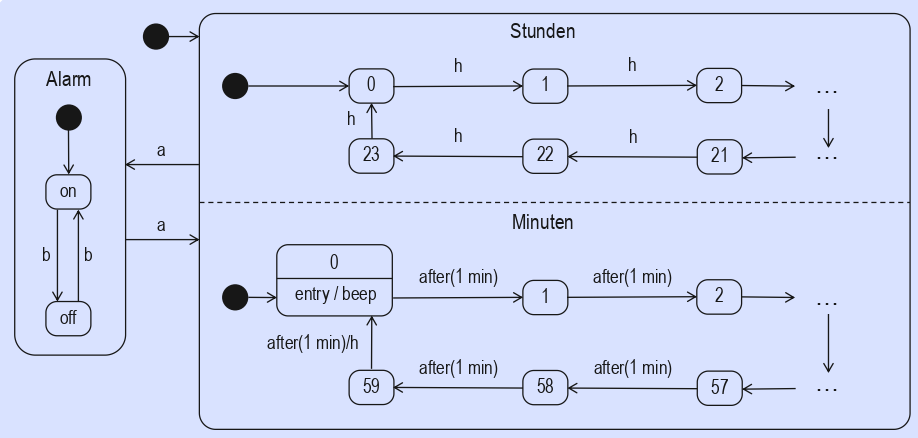 Stunden
Alarm
0
h
1
h
2
...
h
a
on
23
h
22
h
21
...
a
Minuten
b
b
off
0
entry / beep
after(1 min)
1
after(1 min)
2
...
after(1 min)/h
59
after(1 min)
58
after(1 min)
57
...